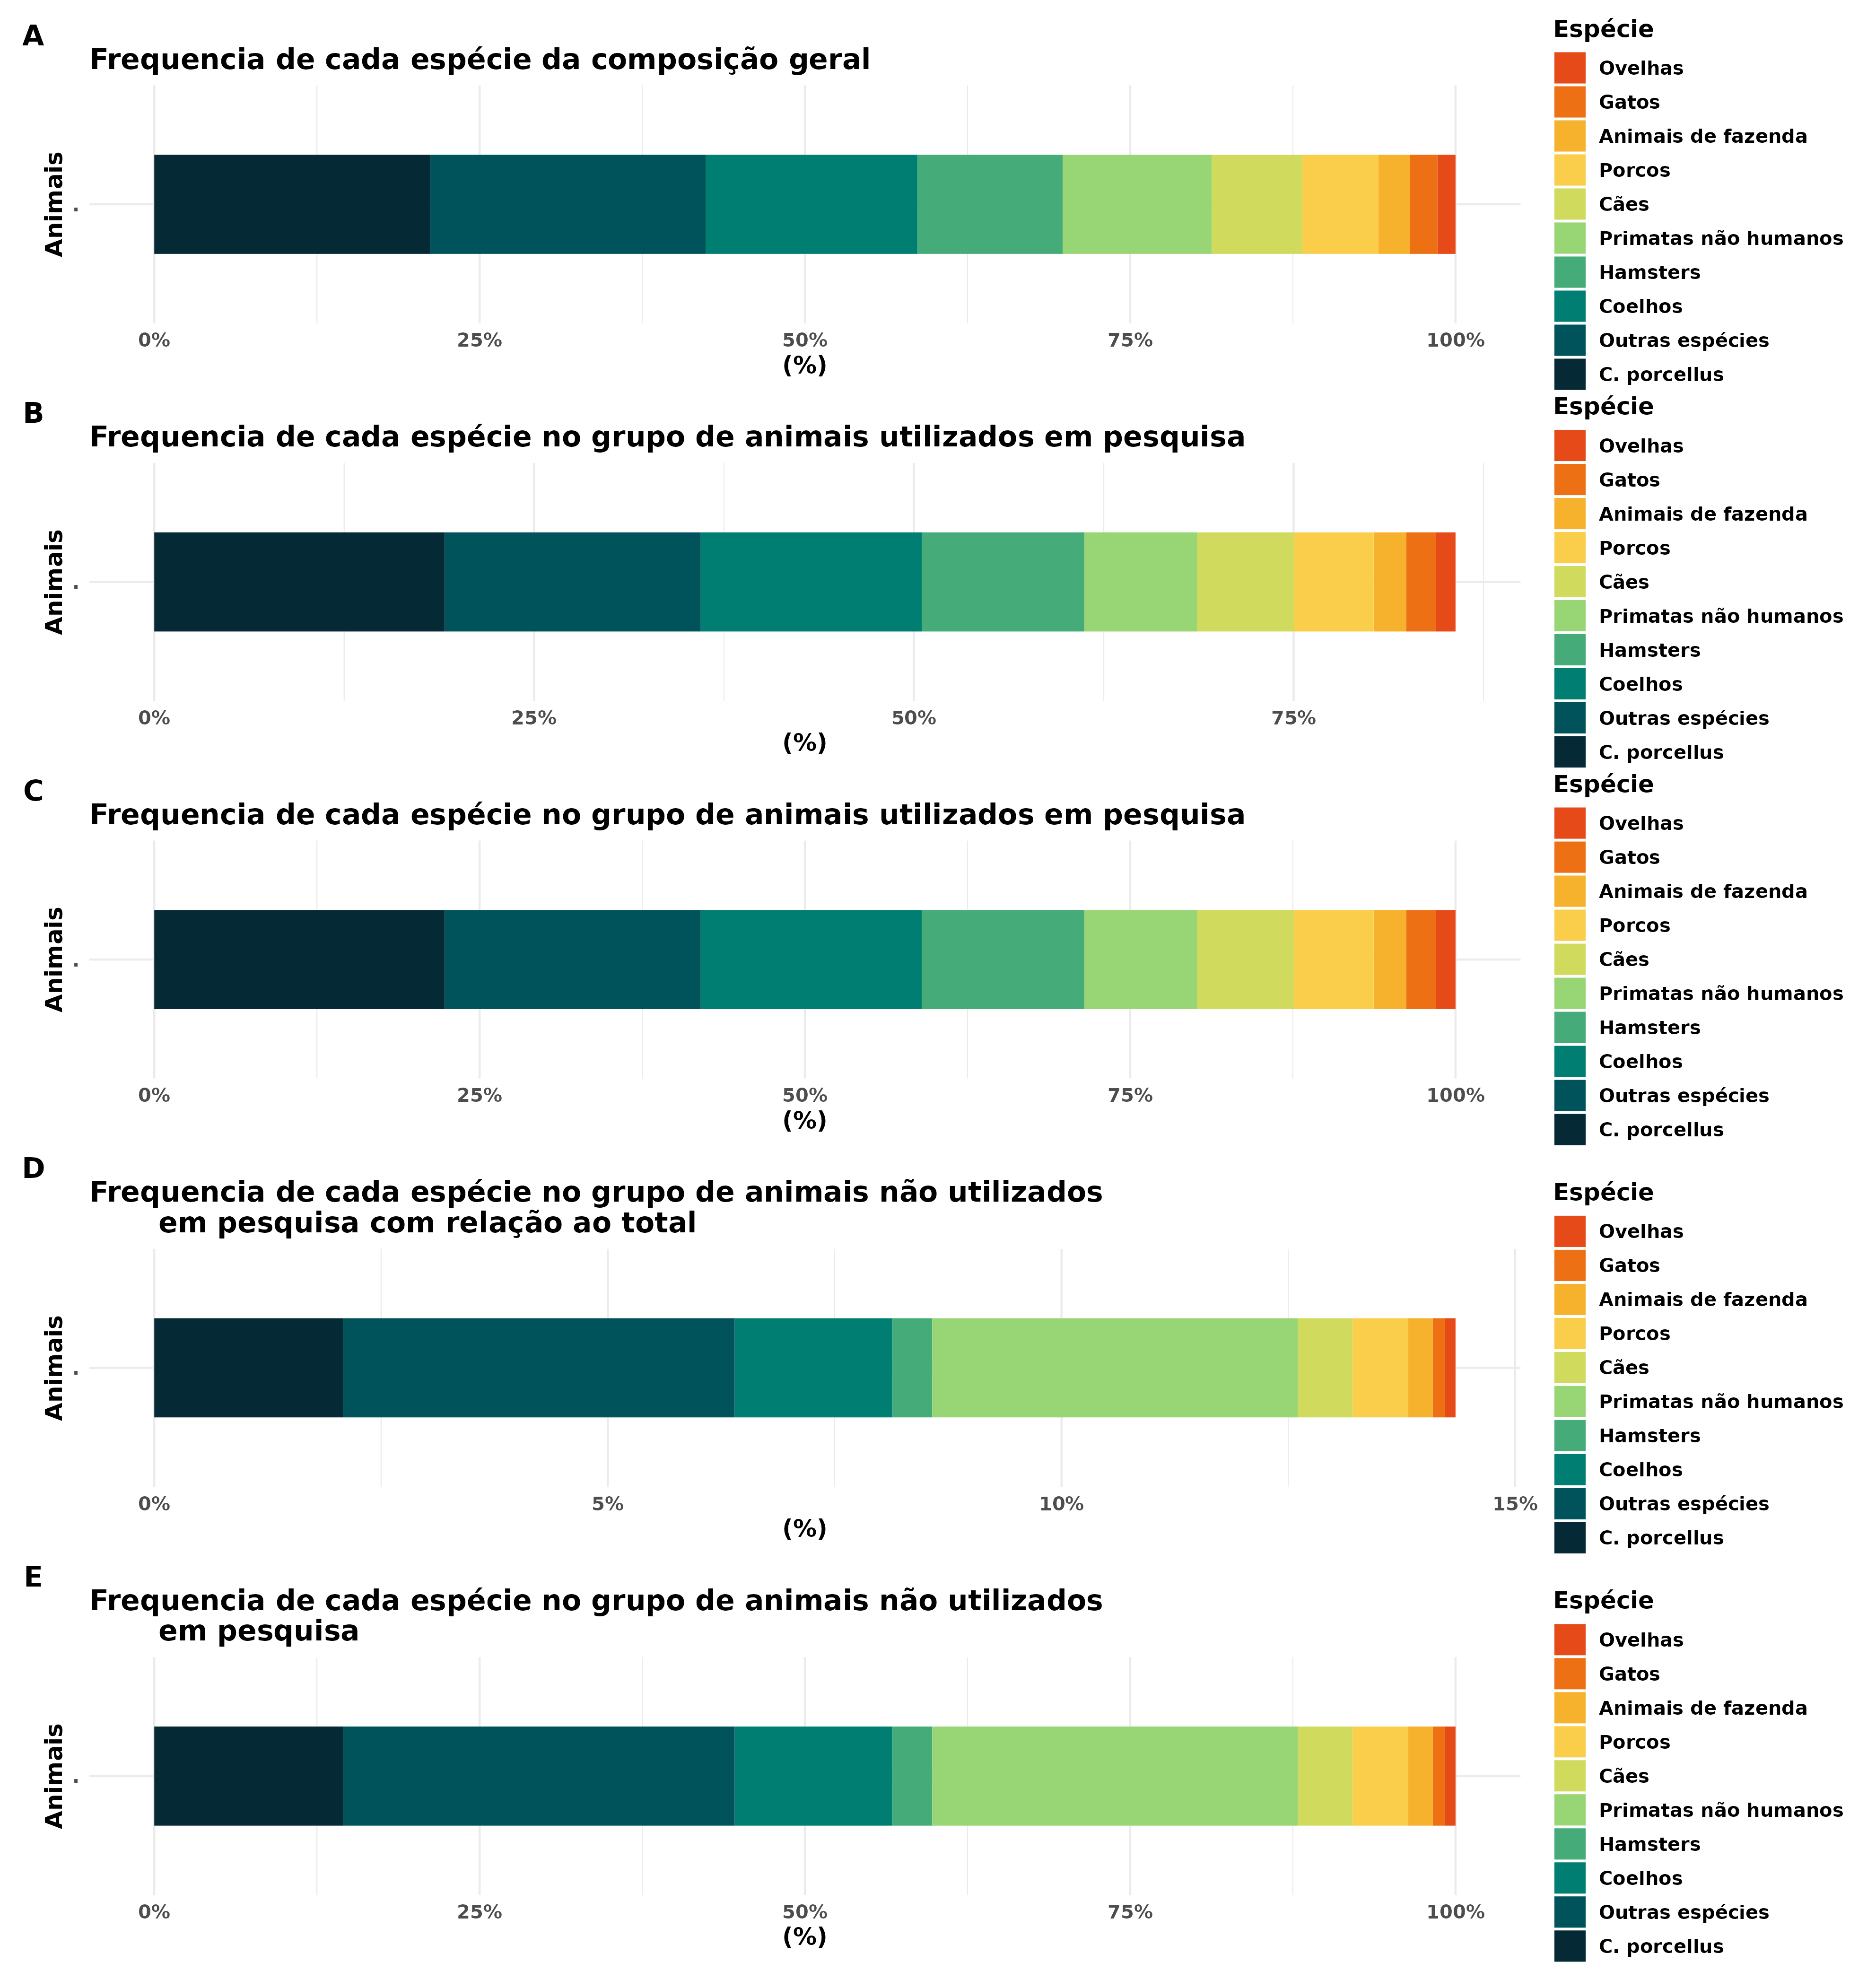 A
Frequencia de cada espécie da composição geral
Animais
.
0%
25%
50%
75%
100%
(%)
Espécie
Ovelhas
Gatos
Animais de fazenda
Porcos
Cães
Primatas não humanos
Hamsters
Coelhos
Outras espécies
C. porcellus
B
Frequencia de cada espécie no grupo de animais utilizados em pesquisa
Animais
.
0%
25%
50%
75%
(%)
Espécie
Ovelhas
Gatos
Animais de fazenda
Porcos
Cães
Primatas não humanos
Hamsters
Coelhos
Outras espécies
C. porcellus
C
Frequencia de cada espécie no grupo de animais utilizados em pesquisa
Animais
.
0%
25%
50%
75%
100%
(%)
Espécie
Ovelhas
Gatos
Animais de fazenda
Porcos
Cães
Primatas não humanos
Hamsters
Coelhos
Outras espécies
C. porcellus
D
Frequencia de cada espécie no grupo de animais não utilizados
em pesquisa com relação ao total
Animais
.
0%
5%
10%
15%
(%)
Espécie
Ovelhas
Gatos
Animais de fazenda
Porcos
Cães
Primatas não humanos
Hamsters
Coelhos
Outras espécies
C. porcellus
E
Frequencia de cada espécie no grupo de animais não utilizados
em pesquisa
Animais
.
0%
25%
50%
75%
100%
(%)
Espécie
Ovelhas
Gatos
Animais de fazenda
Porcos
Cães
Primatas não humanos
Hamsters
Coelhos
Outras espécies
C. porcellus